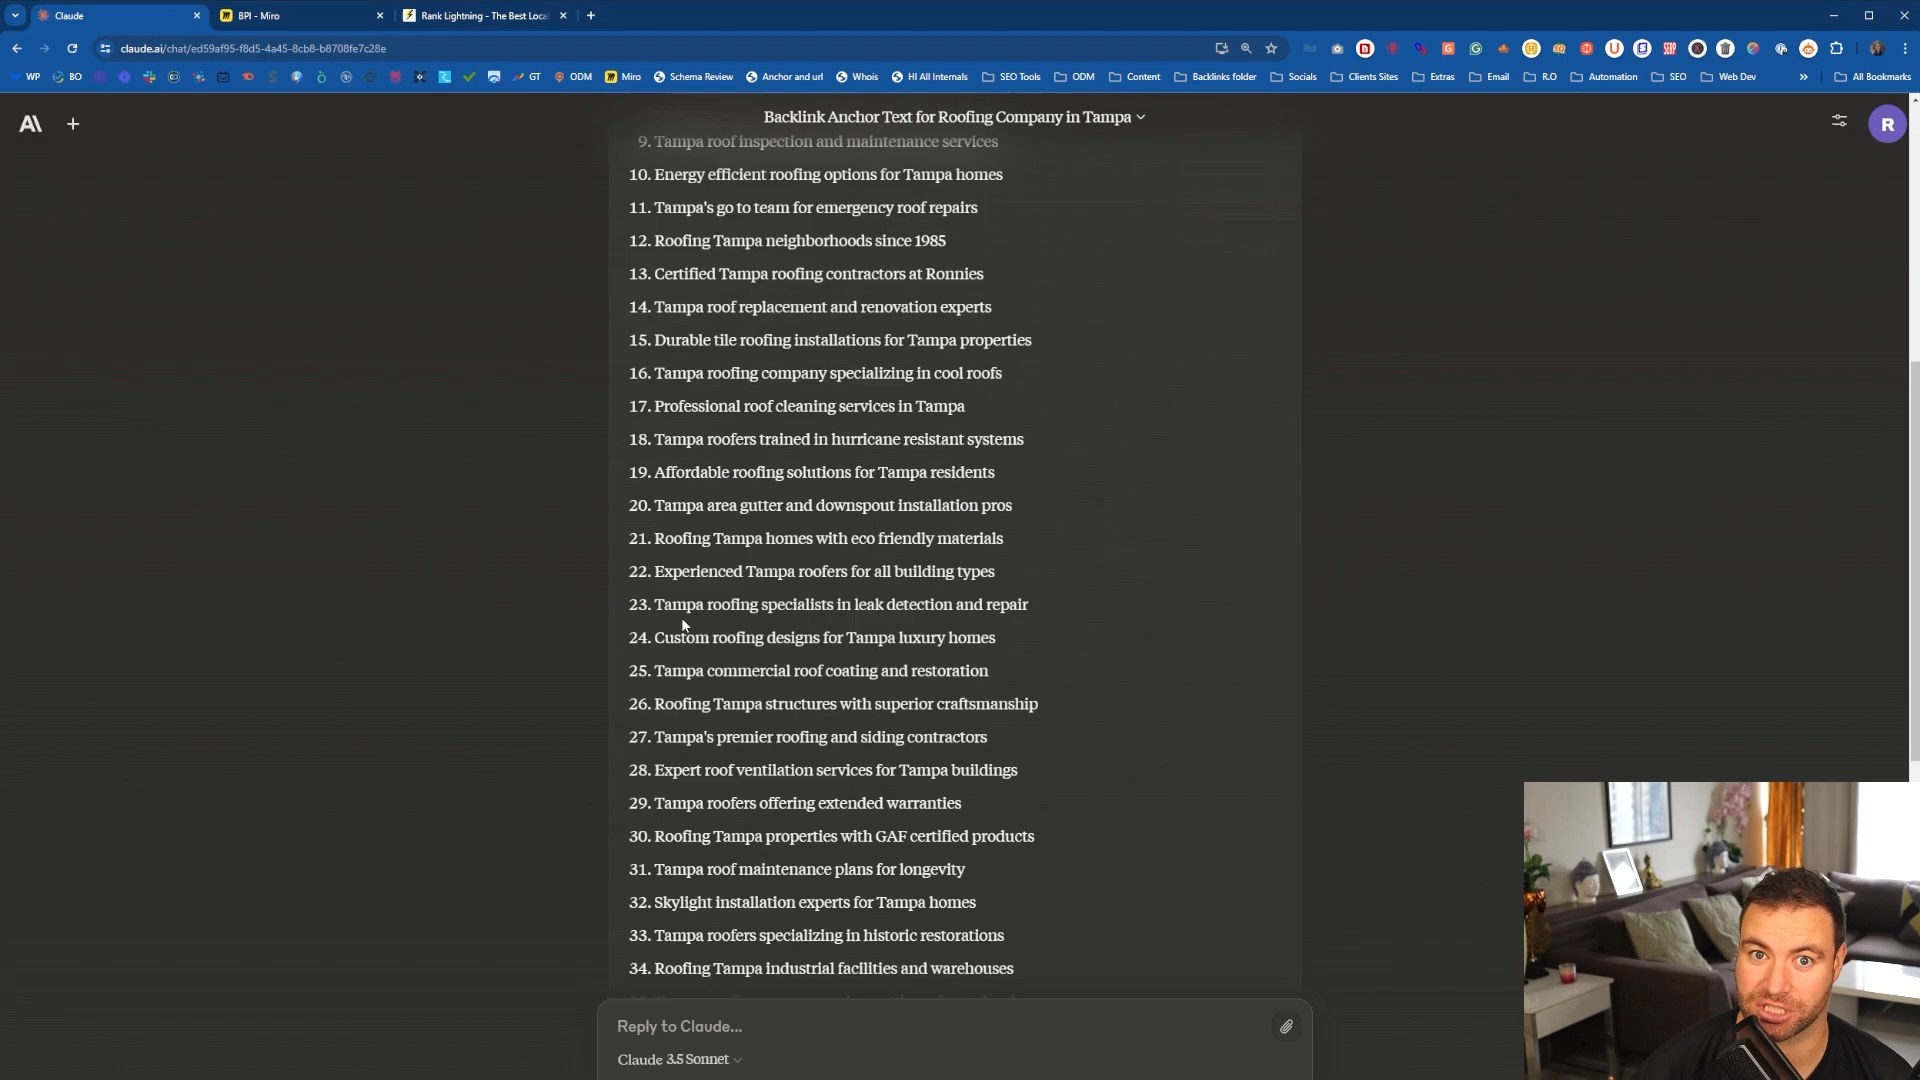 Claude
BPI - Miro
Rank Lightning - The Best Loca
claude.ai/chat/ed59af95-f8d5-4a45-8cb8-b8708fe7c28e
WP
BO
GT
ODM
Miro
Schema Review
Anchor and url
Whois
HI All Internals
SEO Tools
ODM
Content
Backlinks folder
Socials
Clients Sites
Extras
Email
R.O
Automation
SEO
Web Dev
All Bookmarks
Backlink Anchor Text for Roofing Company in Tampa
R
9. Tampa roof inspection and maintenance services
10. Energy efficient roofing options for Tampa homes
11. Tampa's go to team for emergency roof repairs
12. Roofing Tampa neighborhoods since 1985
13. Certified Tampa roofing contractors at Ronnies
14. Tampa roof replacement and renovation experts
15. Durable tile roofing installations for Tampa properties
16. Tampa roofing company specializing in cool roofs
17. Professional roof cleaning services in Tampa
18. Tampa roofers trained in hurricane resistant systems
19. Affordable roofing solutions for Tampa residents
20. Tampa area gutter and downspout installation pros
21. Roofing Tampa homes with eco friendly materials
22. Experienced Tampa roofers for all building types
23. Tampa roofing specialists in leak detection and repair
24. Custom roofing designs for Tampa luxury homes
25. Tampa commercial roof coating and restoration
26. Roofing Tampa structures with superior craftsmanship
27. Tampa's premier roofing and siding contractors
28. Expert roof ventilation services for Tampa buildings
29. Tampa roofers offering extended warranties
30. Roofing Tampa properties with GAF certified products
31. Tampa roof maintenance plans for longevity
32. Skylight installation experts for Tampa homes
33. Tampa roofers specializing in historic restorations
34. Roofing Tampa industrial facilities and warehouses
Reply to Claude...
Claude 3.5 Sonnet